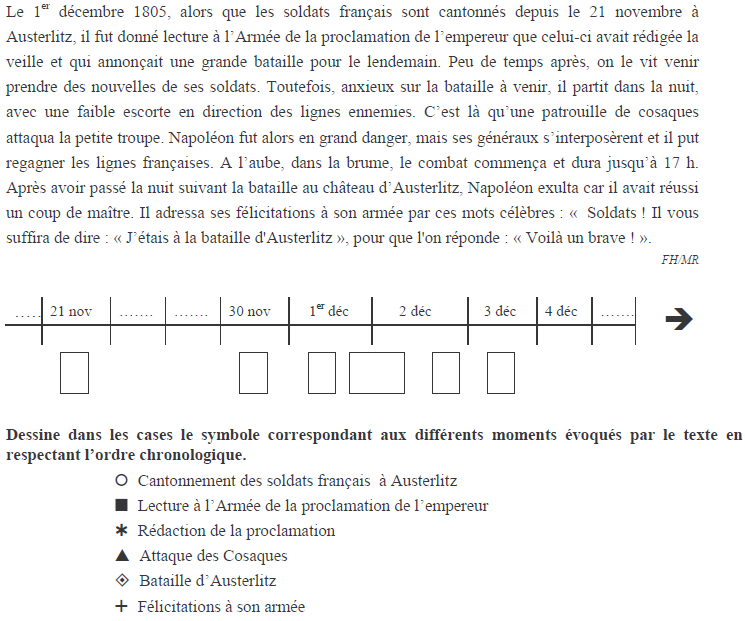 Le 1er décembre 1805, alors que les soldats français sont cantonnés depuis le 21 novembre à
Austerlitz, il fut donné lecture à l’Armée de la proclamation de l’empereur que celui-ci avait rédigée la
veille et qui annonçait une grande bataille pour le lendemain. Peu de temps après, on le vit venir
prendre des nouvelles de ses soldats. Toutefois, anxieux sur la bataille à venir, il partit dans la nuit,
avec une faible escorte en direction des lignes ennemies. C’est là qu’une patrouille de cosaques
attaqua la petite troupe. Napoléon fut alors en grand danger, mais ses généraux s’interposèrent et il put
regagner les lignes françaises. A l’aube, dans la brume, le combat commença et dura jusqu’à 17 h.
Après avoir passé la nuit suivant la bataille au château d’Austerlitz, Napoléon exulta car il avait réussi
un coup de maître. Il adressa ses félicitations à son armée par ces mots célèbres : « Soldats ! Il vous
suffira de dire : « J’étais à la bataille d'Austerlitz », pour que l'on réponde : « Voilà un brave ! ».
FH/MR
..... 21 nov ....... ....... 30 nov 1er déc 2 déc 3 déc 4 déc .......
Dessine dans les cases le symbole correspondant aux différents moments évoqués par le texte en
respectant l’ordre chronologique.
Cantonnement des soldats français à Austerlitz
Lecture à l’Armée de la proclamation de l’empereur
Rédaction de la proclamation
Attaque des Cosaques
Bataille d’Austerlitz
Félicitations à son armée